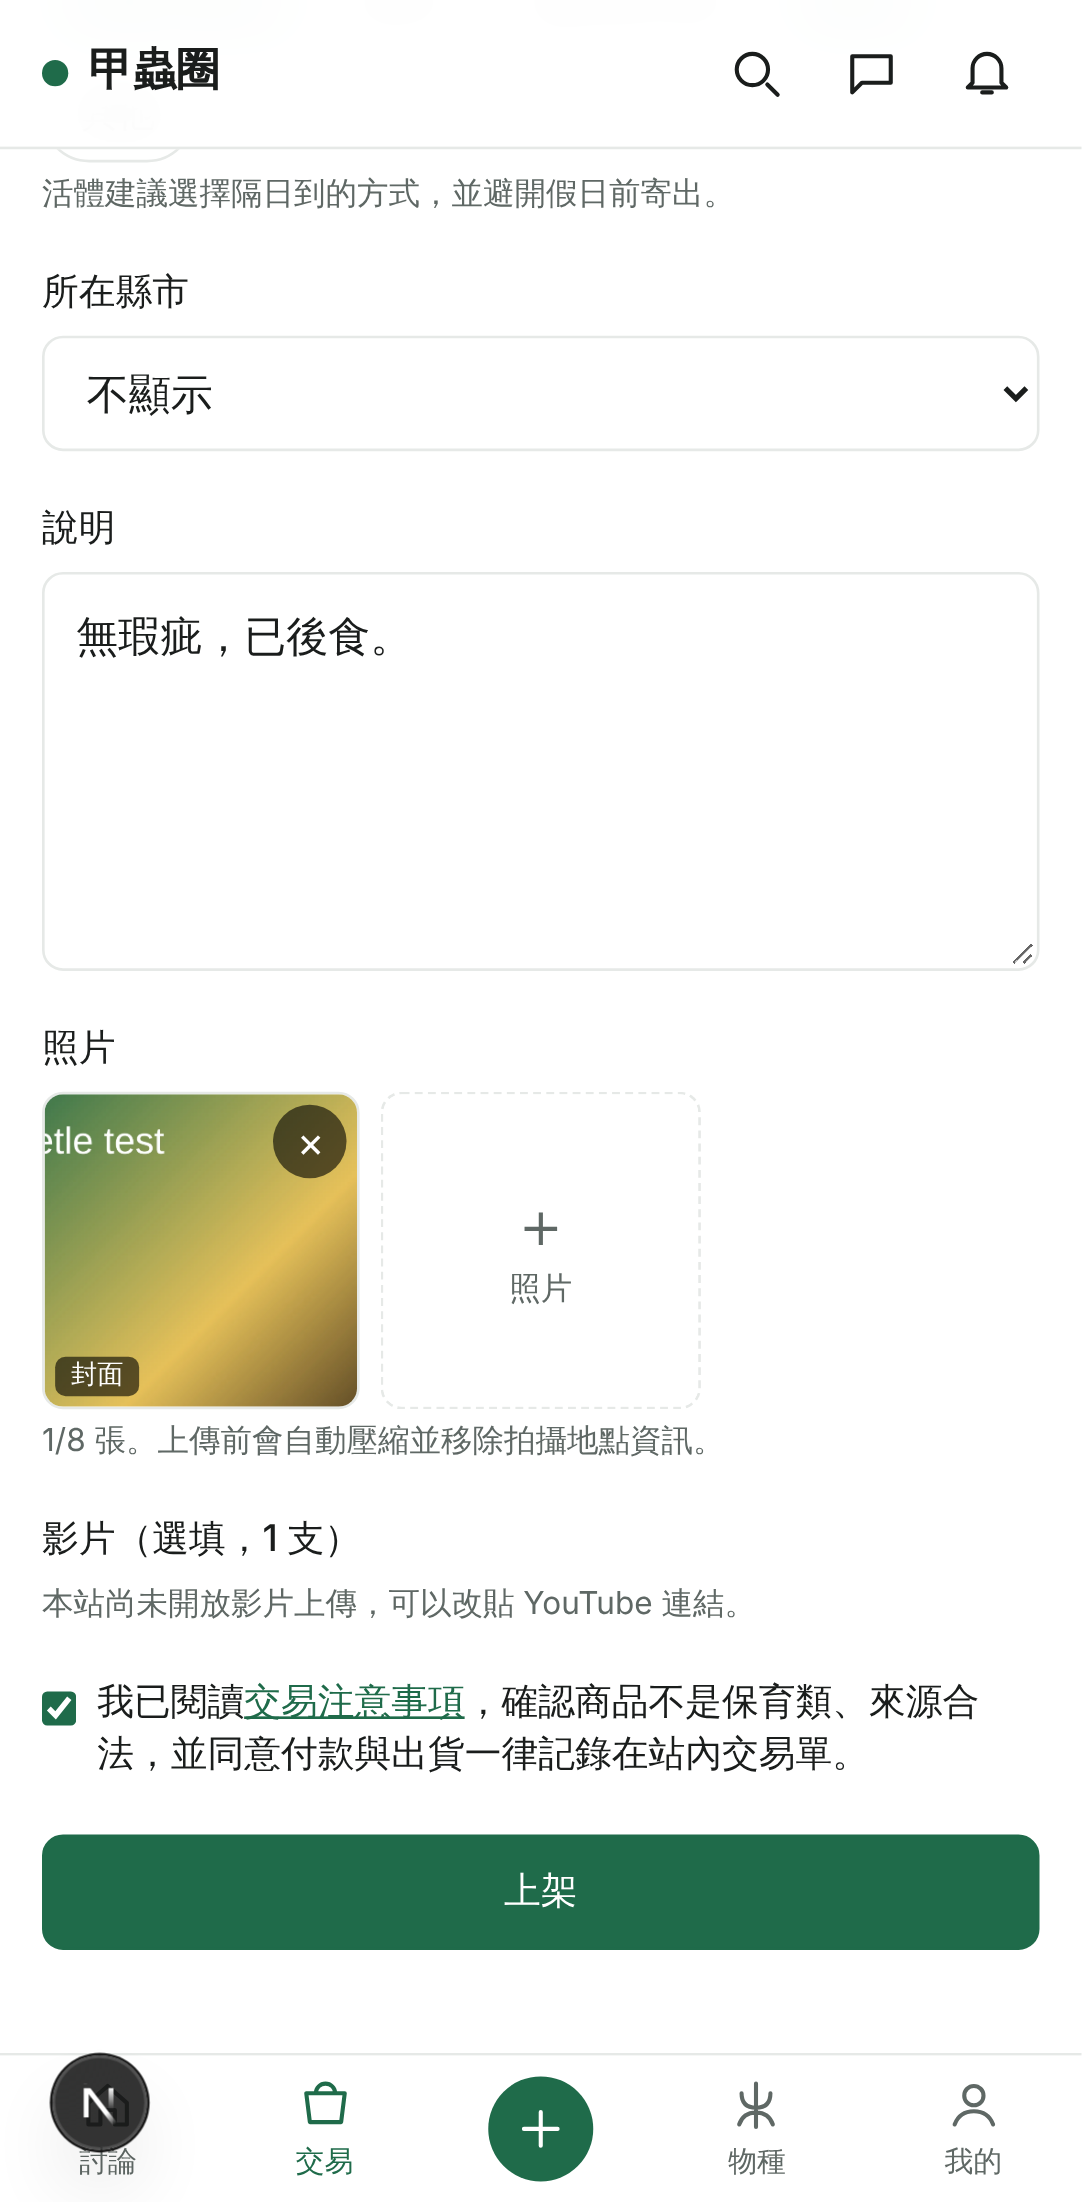 甲蟲圈
活體建議選擇隔日到的方式，並避開假日前寄出。
所在縣市
不顯示
說明
無瑕疵，已後食。
照片
etle test
封面
照片
1/8 張。上傳前會自動壓縮並移除拍攝地點資訊。
影片（選填，1 支）
本站尚未開放影片上傳，可以改貼 YouTube 連結。
我已閱讀交易注意事項，確認商品不是保育類、來源合
法，並同意付款與出貨一律記錄在站內交易單。
上架
N
討論
交易
物種
我的